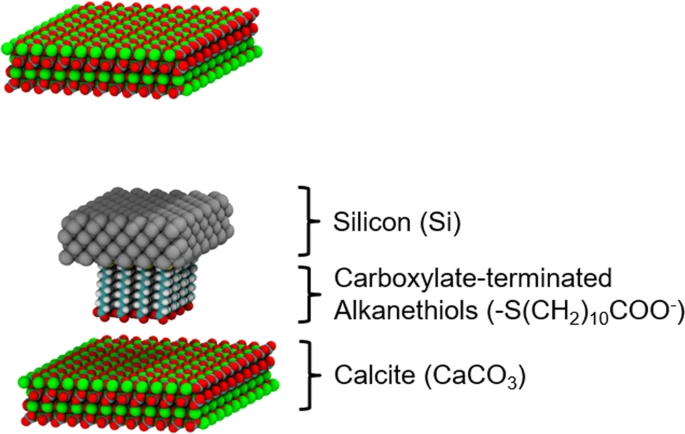 Silicon (Si)
Carboxylate-terminated
Alkanethiols (-S(CH₂)₁₀COO⁻)
Calcite (CaCO₃)